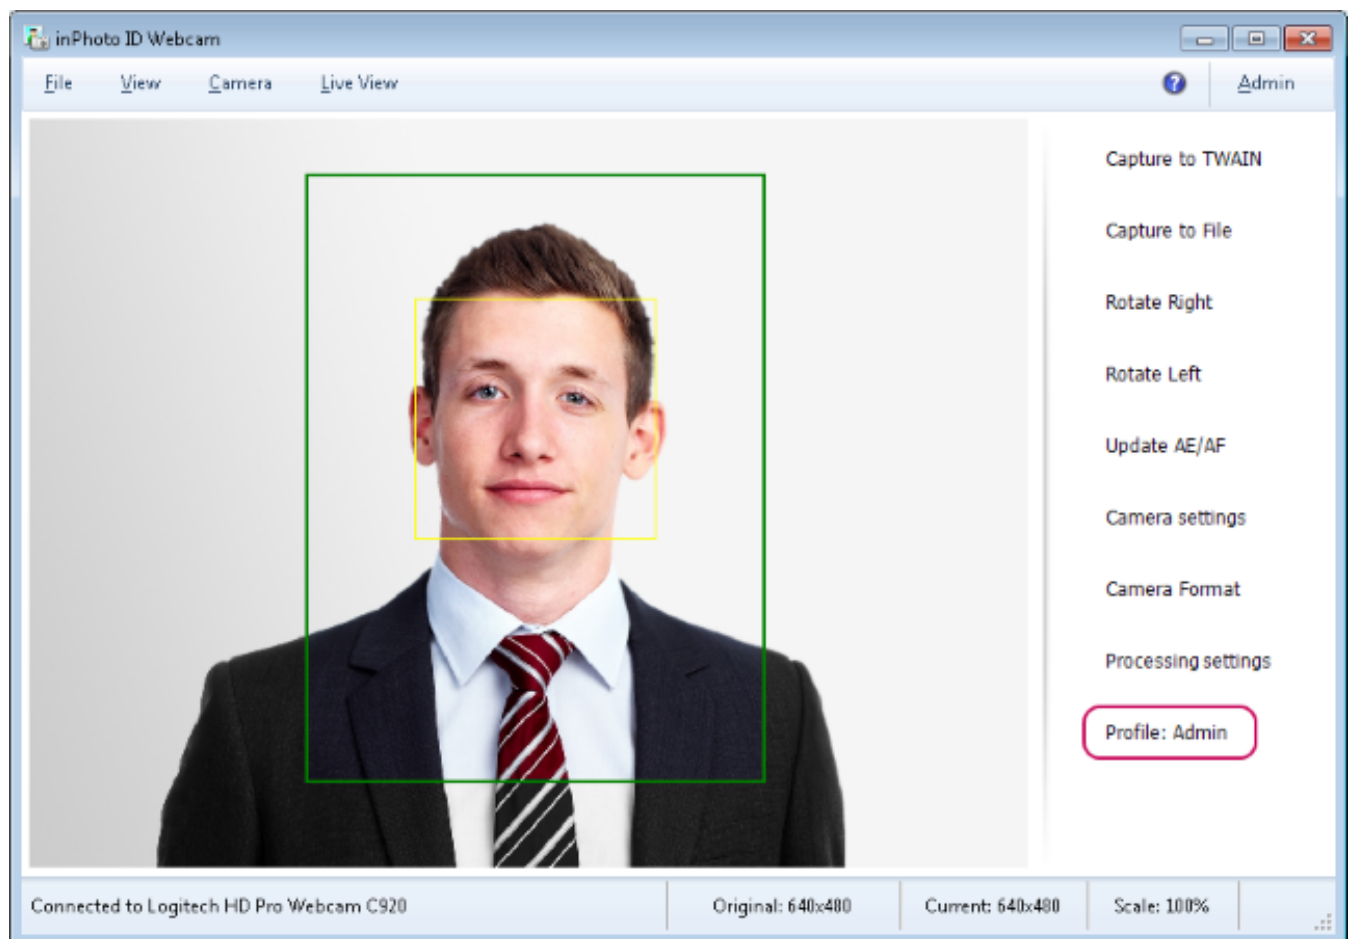 inPhoto ID Webcam
File View Camera Live View ? Admin
Capture to TWAIN
Capture to File
Rotate Right
Rotate Left
Update AE/AF
Camera settings
Camera Format
Processing settings
Profile: Admin
Connected to Logitech HD Pro Webcam C920 Original: 640x480 Current: 640x480 Scale: 100%